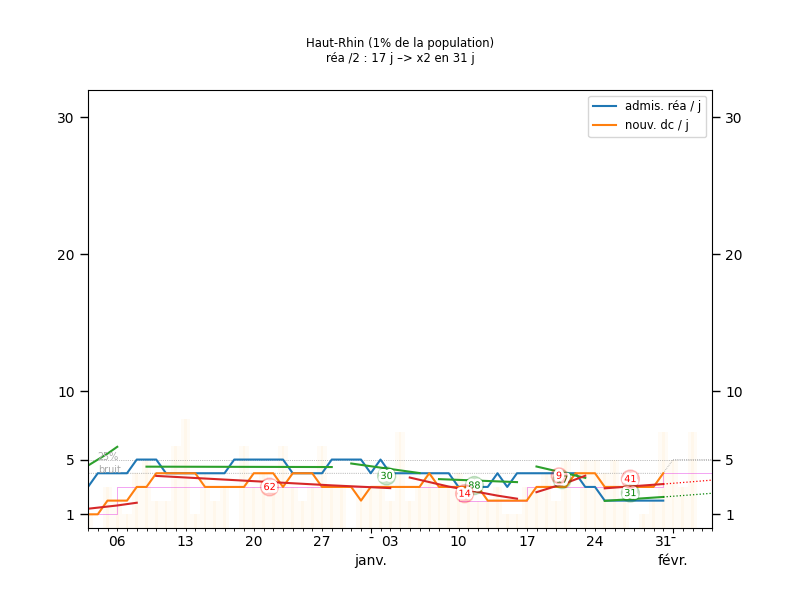 Haut-Rhin (1% de la population)
réa /2 : 17 j –> x2 en 31 j
admis. réa / j
nouv. dc / j
30 30
20 20
10 10
5 5
1 1
25%
bruit
62
30
14
9
41
31
06 13 20 27 - 03 10 17 24 31-
janv. févr.